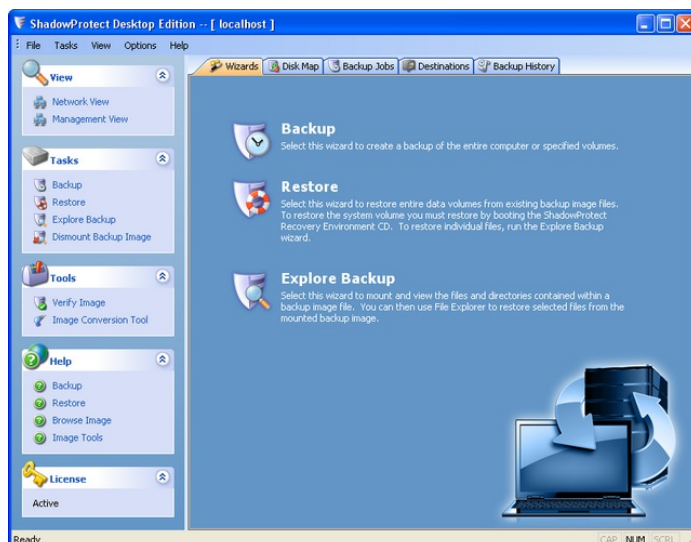 ShadowProtect Desktop Edition -- [ localhost ]
File Tasks View Options Help
View
Network View
Management View
Tasks
Backup
Restore
Explore Backup
Dismount Backup Image
Tools
Verify Image
Image Conversion Tool
Help
Backup
Restore
Browse Image
Image Tools
License
Active
Wizards Disk Map Backup Jobs Destinations Backup History
Backup
Select this wizard to create a backup of the entire computer or specified volumes.
Restore
Select this wizard to restore entire data volumes from existing backup image files.
To restore the system volume you must restore by booting the ShadowProtect
Recovery Environment CD. To restore individual files, run the Explore Backup
wizard.
Explore Backup
Select this wizard to mount and view the files and directories contained within a
backup image file. You can then use File Explorer to restore selected files from the
mounted backup image.
Ready
CAP NUM SCRL